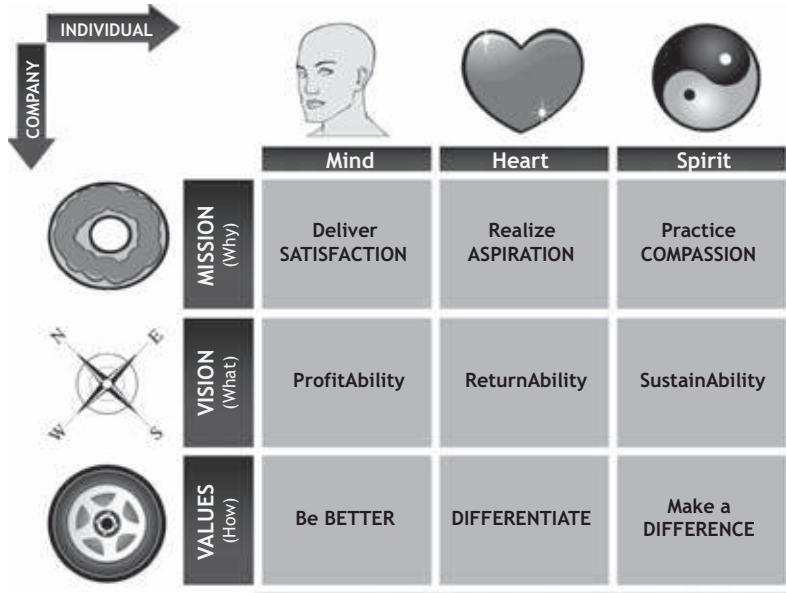 INDIVIDUAL
COMPANY
Mind
Heart
Spirit
MISSION
(Why)
Deliver
SATISFACTION
Realize
ASPIRATION
Practice
COMPASSION
N
E
W
S
VISION
(What)
ProfitAbility
ReturnAbility
SustainAbility
VALUES
(How)
Be BETTER
DIFFERENTIATE
Make a
DIFFERENCE